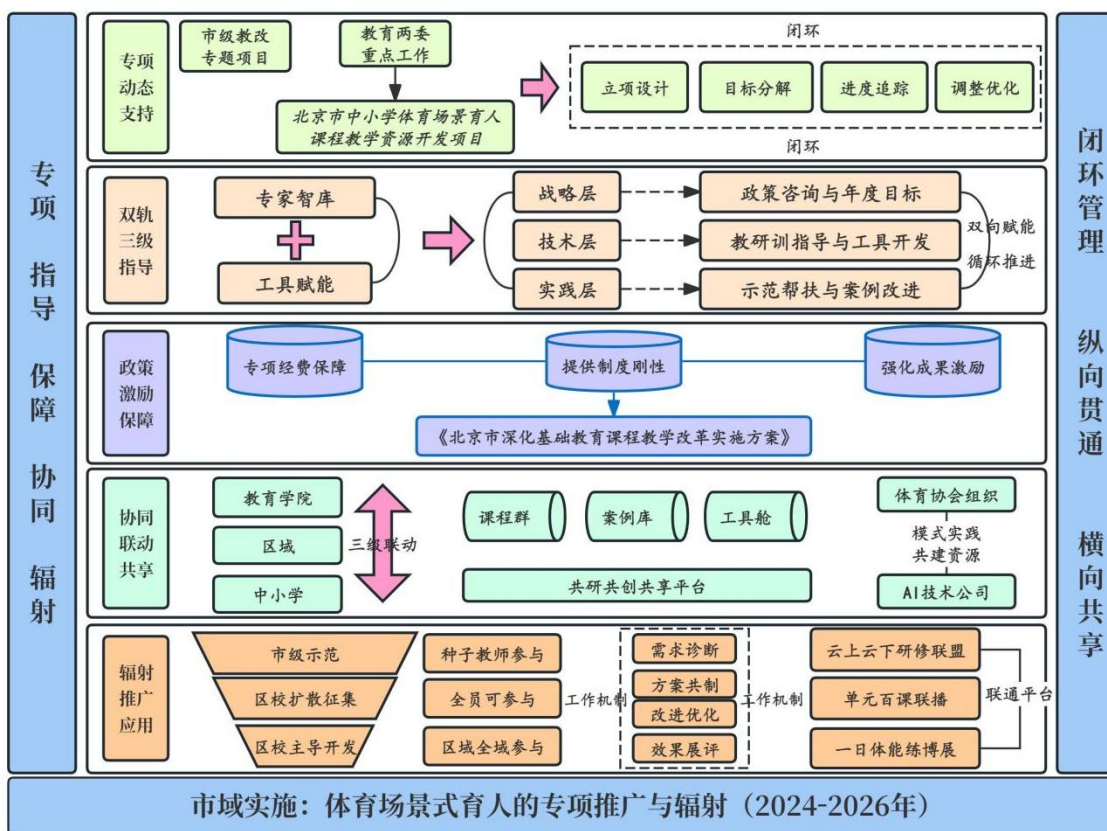 专项 指导 保障 协同 辐射
专项
动态
支持
市级教改
专题项目
教育两委
重点工作
北京市中小学体育场景育人
课程教学资源开发项目
闭环
立项设计
目标分解
进度追踪
调整优化
闭环
双轨
三级
指导
专家智库
工具赋能
战略层
政策咨询与年度目标
技术层
教研训指导与工具开发
实践层
示范帮扶与案例改进
双向赋能
循环推进
政策
激励
保障
专项经费保障
提供制度刚性
强化成果激励
《北京市深化基础教育课程教学改革实施方案》
协同
联动
共享
教育学院
区域
中小学
三级联动
课程群
案例库
工具舱
共研共创共享平台
体育协会组织
模式实践
共建资源
AI技术公司
辐射
推广
应用
市级示范
区校扩散征集
区校主导开发
种子教师参与
全员可参与
区域全域参与
工作机制
需求诊断
方案共制
改进优化
效果展评
工作机制
云上云下研修联盟
单元百课联播
一日体能练博展
联通平台
闭环管理 纵向贯通 横向共享
市域实施：体育场景式育人的专项推广与辐射（2024-2026年）